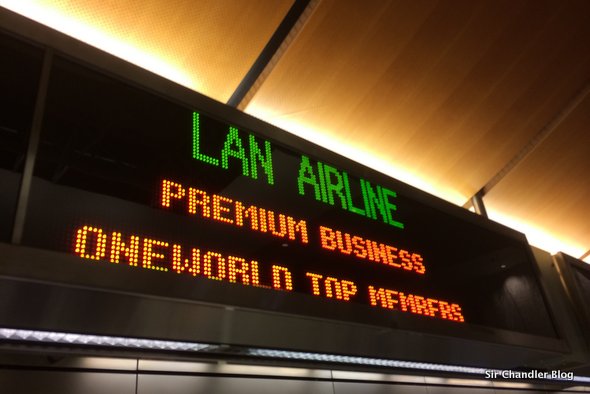 LAN AIRLINE
PREMIUM BUSINESS
ONEWORLD TOP MEMBERS
Sir Chandler Blog